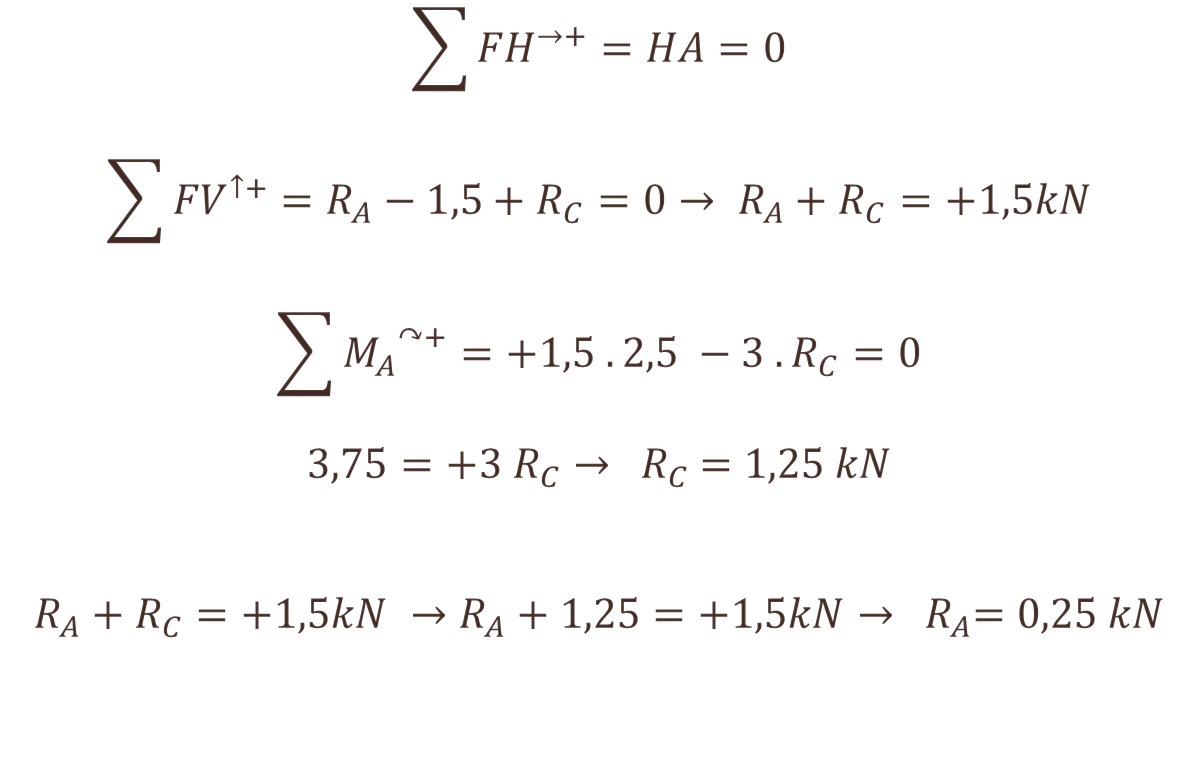 ∑ FH→+ = HA = 0
∑ FV↑+ = R_A − 1,5 + R_C = 0 → R_A + R_C = +1,5kN
∑ M_A↷+ = +1,5 . 2,5 − 3 . R_C = 0
3,75 = +3 R_C → R_C = 1,25 kN
R_A + R_C = +1,5kN → R_A + 1,25 = +1,5kN → R_A= 0,25 kN